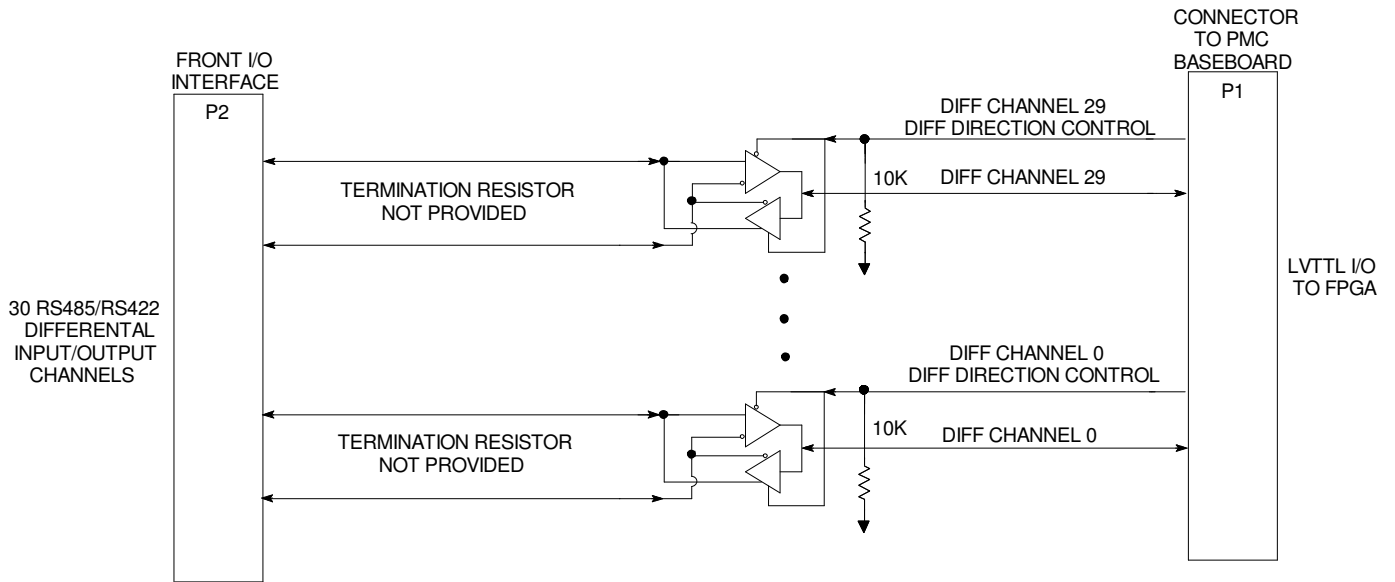 CONNECTOR
TO PMC
BASEBOARD
P1
FRONT I/O
INTERFACE
P2
DIFF CHANNEL 29
DIFF DIRECTION CONTROL
10K
DIFF CHANNEL 29
TERMINATION RESISTOR
NOT PROVIDED
30 RS485/RS422
DIFFERENTAL
INPUT/OUTPUT
CHANNELS
LVTTL I/O
TO FPGA
DIFF CHANNEL 0
DIFF DIRECTION CONTROL
10K
DIFF CHANNEL 0
TERMINATION RESISTOR
NOT PROVIDED